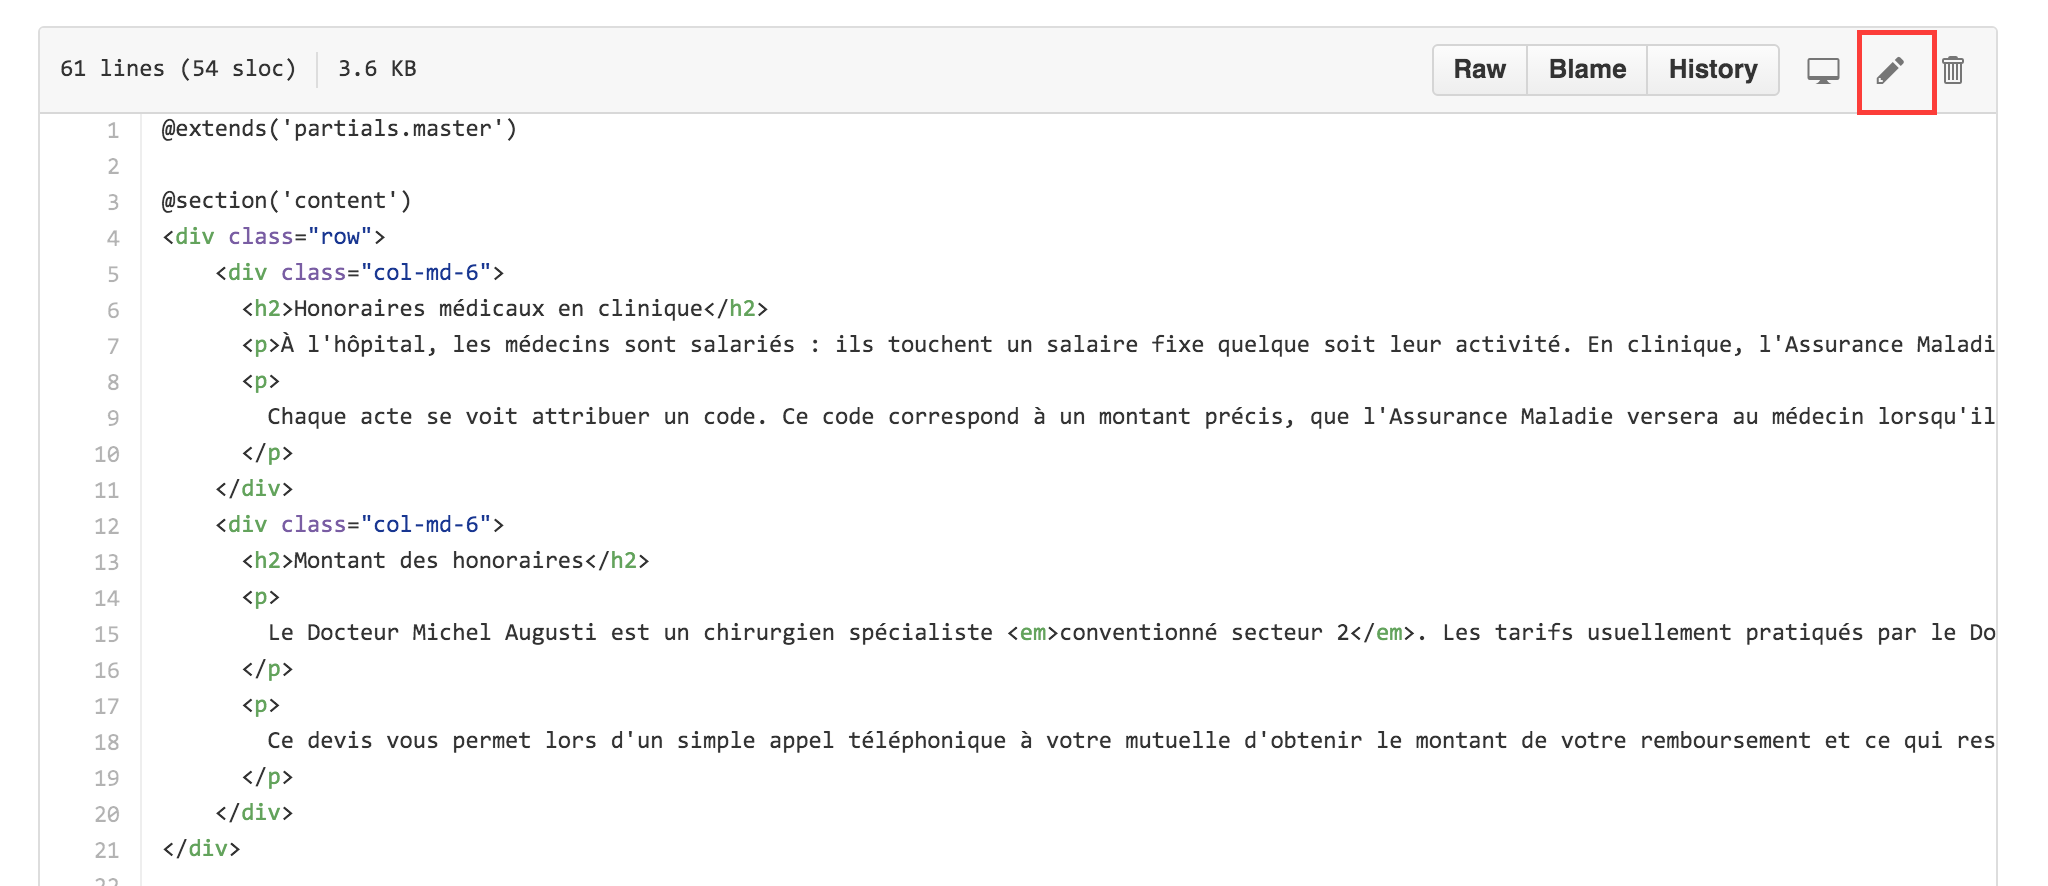 61 lines (54 sloc) 3.6 KB Raw Blame History
1 @extends('partials.master')
2
3 @section('content')
4 <div class="row">
5 <div class="col-md-6">
6 <h2>Honoraires médicaux en clinique</h2>
7 <p>À l'hôpital, les médecins sont salariés : ils touchent un salaire fixe quelque soit leur activité. En clinique, l'Assurance Maladi
8 <p>
9 Chaque acte se voit attribuer un code. Ce code correspond à un montant précis, que l'Assurance Maladie versera au médecin lorsqu'il
10 </p>
11 </div>
12 <div class="col-md-6">
13 <h2>Montant des honoraires</h2>
14 <p>
15 Le Docteur Michel Augusti est un chirurgien spécialiste <em>conventionné secteur 2</em>. Les tarifs usuellement pratiqués par le Do
16 </p>
17 <p>
18 Ce devis vous permet lors d'un simple appel téléphonique à votre mutuelle d'obtenir le montant de votre remboursement et ce qui res
19 </p>
20 </div>
21 </div>
22